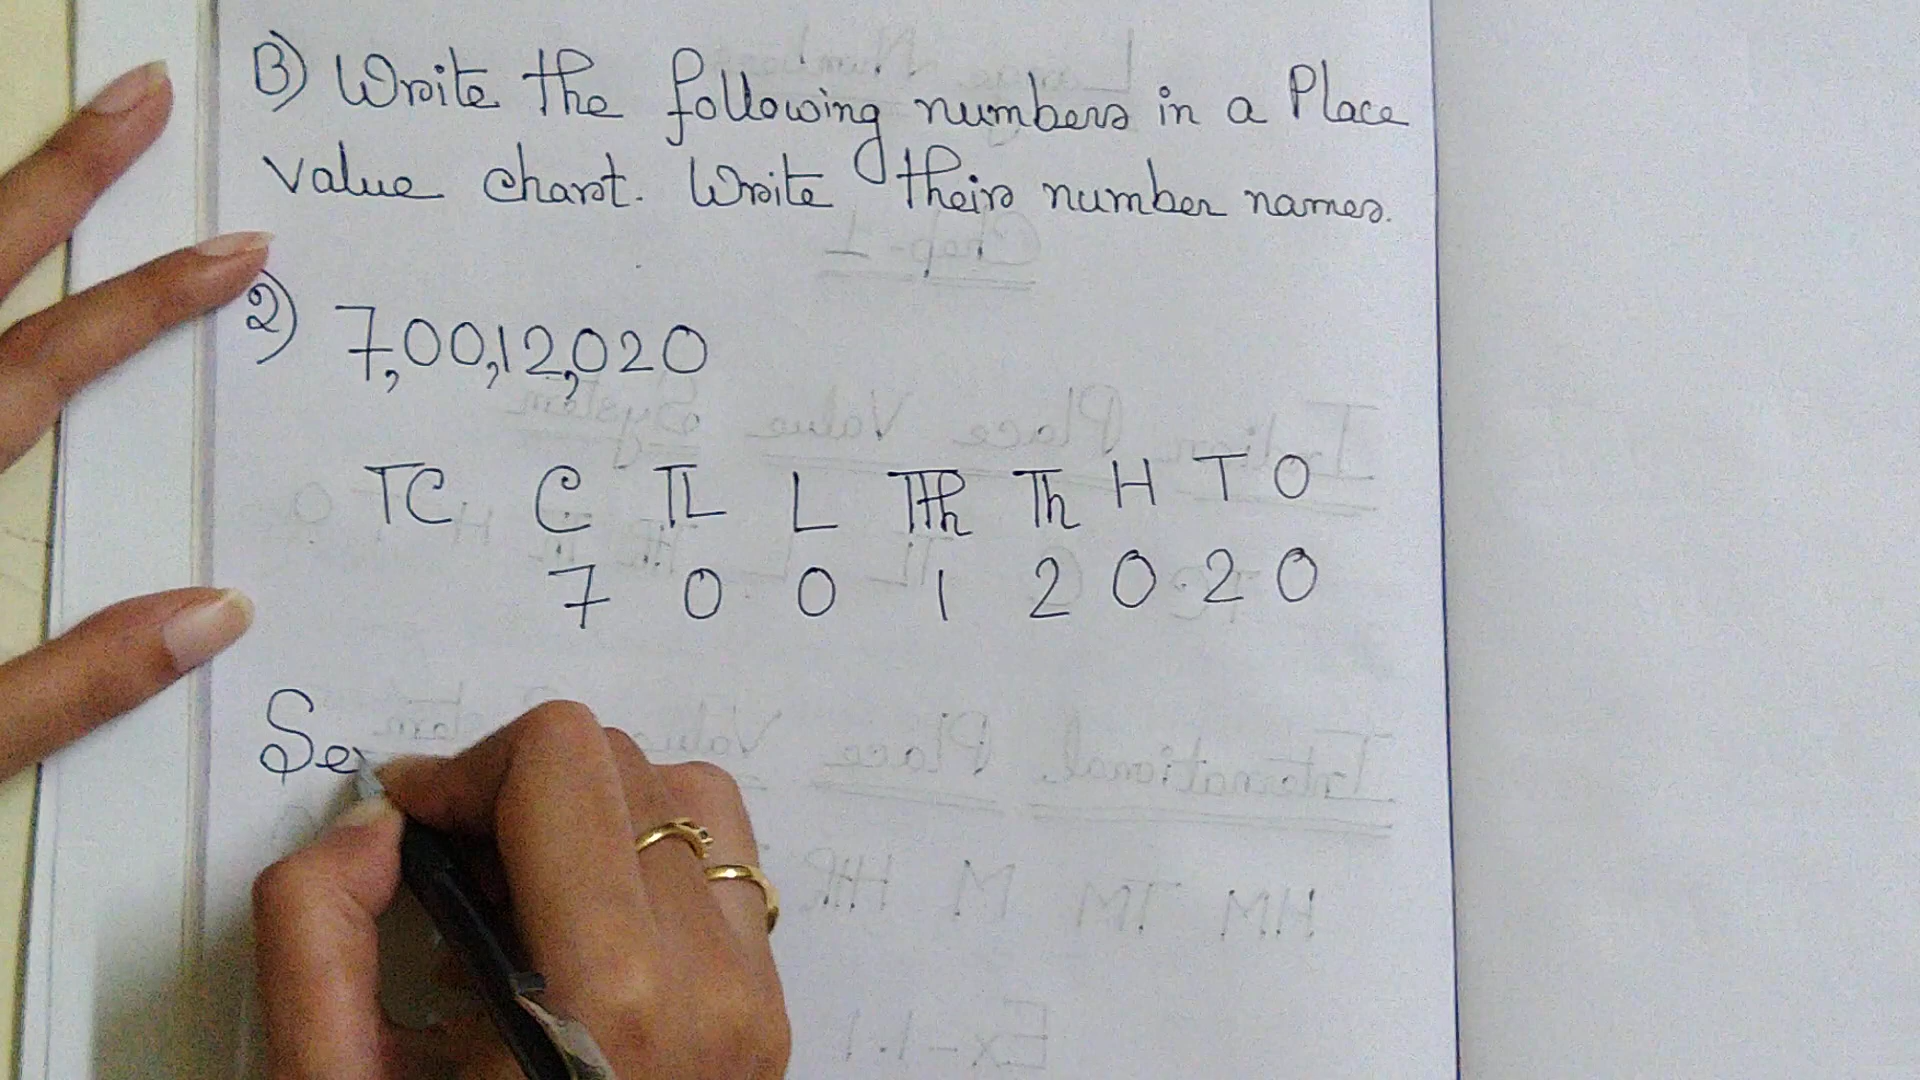 B) Write the following numbers in a Place
value chart. Write their number names.
2) 7,00,12,020
TC C TL L TTh Th H T O
7 0 0 1 2 0 2 0
Se